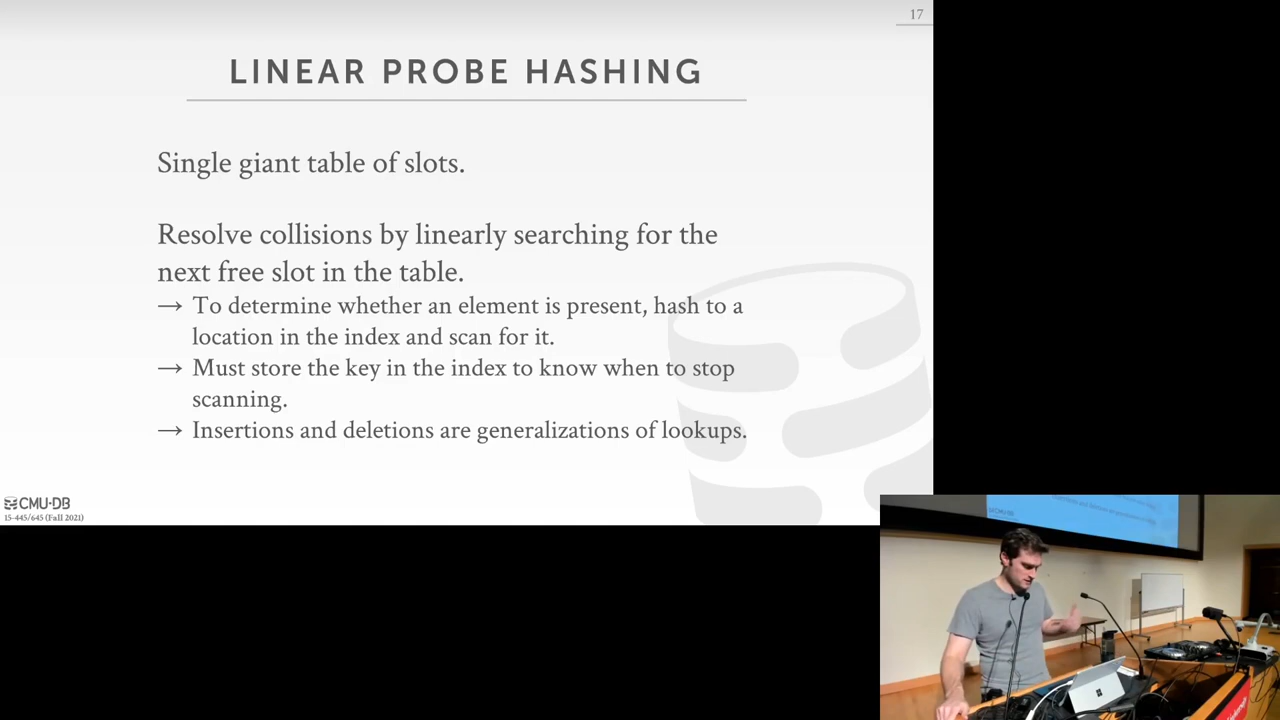 17
LINEAR PROBE HASHING
Single giant table of slots.
Resolve collisions by linearly searching for the
next free slot in the table.
→ To determine whether an element is present, hash to a
location in the index and scan for it.
→ Must store the key in the index to know when to stop
scanning.
→ Insertions and deletions are generalizations of lookups.
CMU·DB
15-445/645 (Fall 2021)